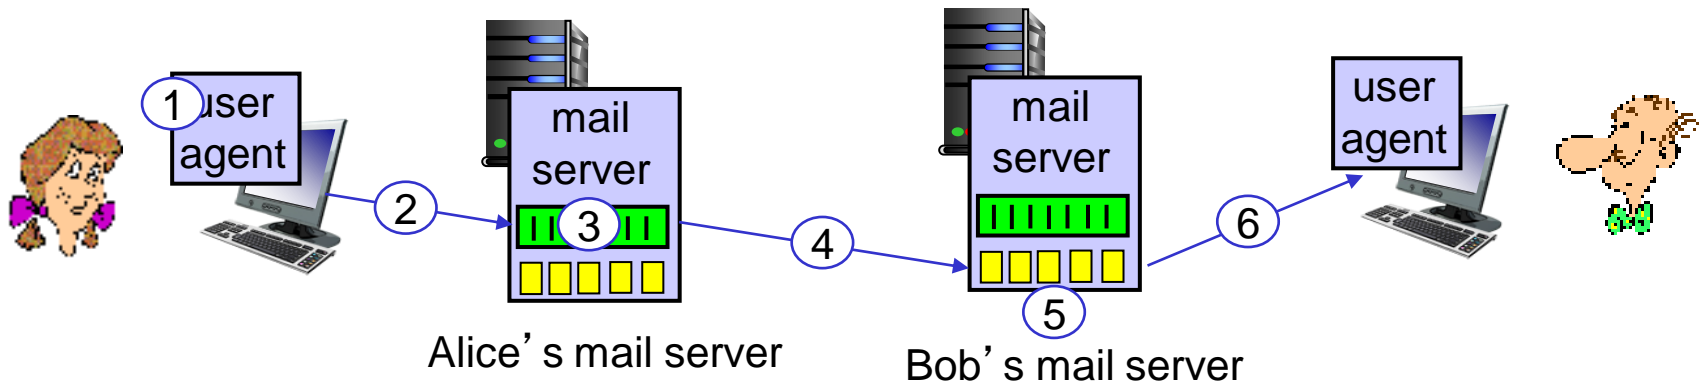 1
user
agent
2
mail
server
3
Alice’s mail server
4
mail
server
5
Bob’s mail server
6
user
agent